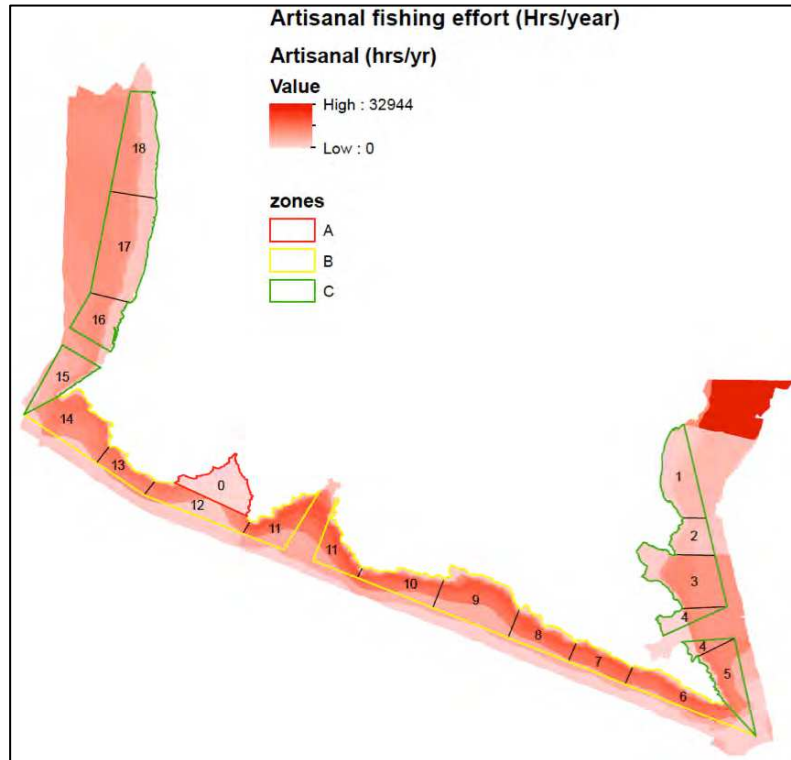 Artisanal fishing effort (Hrs/year)
Artisanal (hrs/yr)
Value
High : 32944
Low : 0
zones
A
B
C
18
17
16
15
14
13
12
0
11
11
10
9
8
7
6
1
2
3
4
4
5